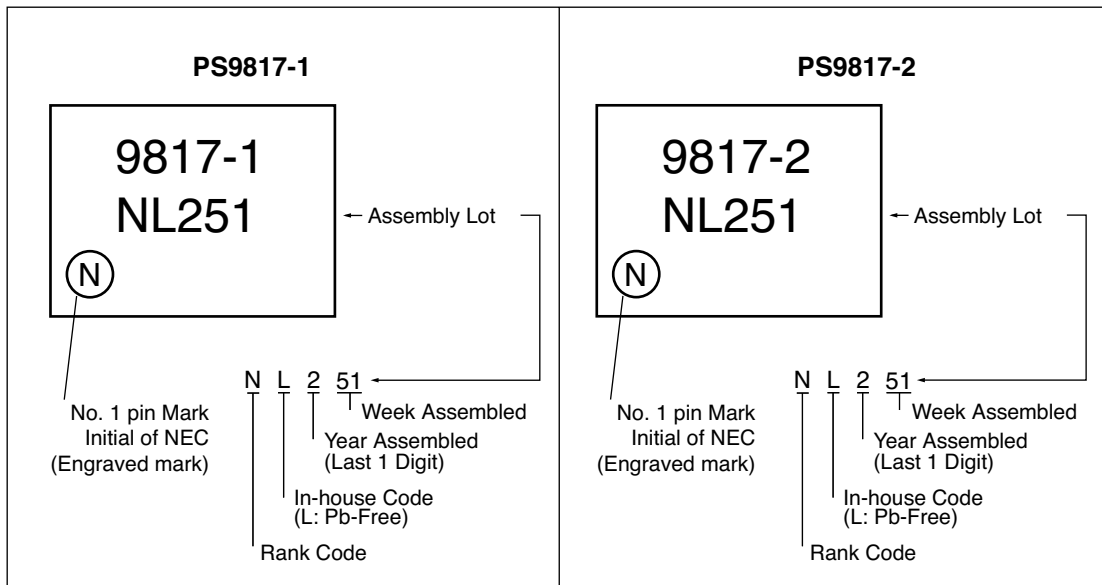 PS9817-1
9817-1
NL251
Assembly Lot
N
N L 2 51
No. 1 pin Mark
Initial of NEC
(Engraved mark)
Week Assembled
Year Assembled
(Last 1 Digit)
In-house Code
(L: Pb-Free)
Rank Code
PS9817-2
9817-2
NL251
Assembly Lot
N
N L 2 51
No. 1 pin Mark
Initial of NEC
(Engraved mark)
Week Assembled
Year Assembled
(Last 1 Digit)
In-house Code
(L: Pb-Free)
Rank Code